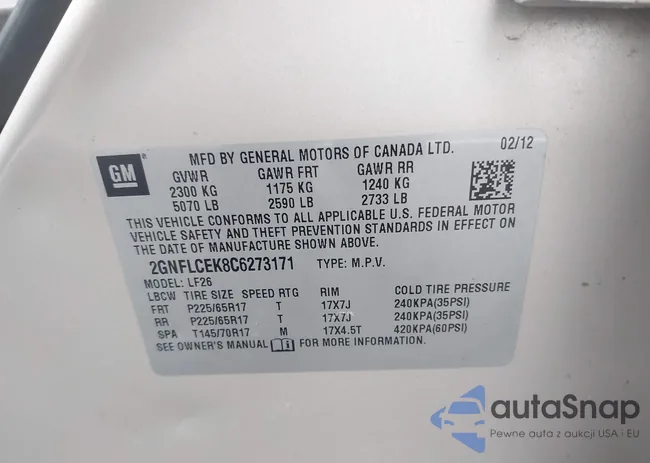 MFD BY GENERAL MOTORS OF CANADA LTD. 02/12
GM
GVWR GAWR FRT GAWR RR
2300 KG 1175 KG 1240 KG
5070 LB 2590 LB 2733 LB
THIS VEHICLE CONFORMS TO ALL APPLICABLE U.S. FEDERAL MOTOR
VEHICLE SAFETY AND THEFT PREVENTION STANDARDS IN EFFECT ON
THE DATE OF MANUFACTURE SHOWN ABOVE.
2GNFLCEK8C6273171 TYPE: M.P.V.
MODEL: LF26
LBCW TIRE SIZE SPEED RTG RIM COLD TIRE PRESSURE
FRT P225/65R17 T 17X7J 240KPA(35PSI)
RR P225/65R17 T 17X7J 240KPA(35PSI)
SPA T145/70R17 M 17X4.5T 420KPA(60PSI)
SEE OWNER'S MANUAL FOR MORE INFORMATION.
autaSnap
Pewne auta z aukcji USA i EU